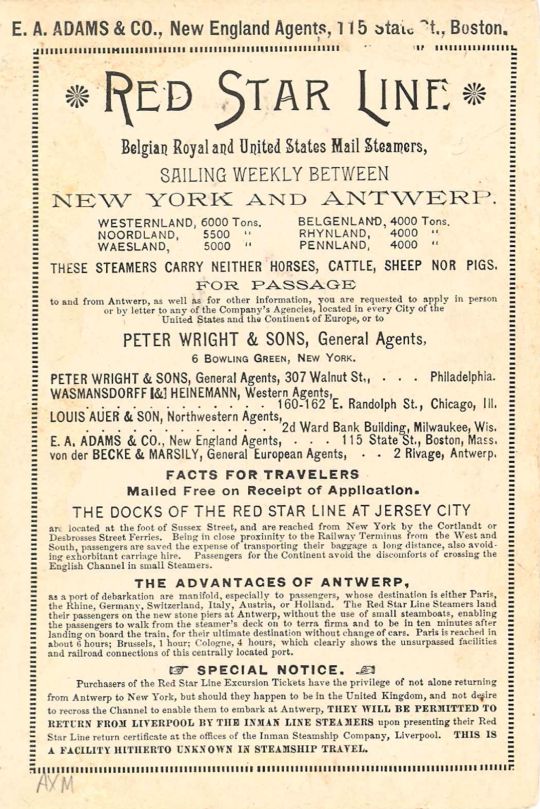 E. A. ADAMS & CO., New England Agents, 115 State St., Boston.
RED STAR LINE.
Belgian Royal and United States Mail Steamers,
SAILING WEEKLY BETWEEN
NEW YORK AND ANTWERP.
WESTERNLAND, 6000 Tons. BELGENLAND, 4000 Tons.
NOORDLAND, 5500 " RHYNLAND, 4000 "
WAESLAND, 5000 " PENNLAND, 4000 "
THESE STEAMERS CARRY NEITHER HORSES, CATTLE, SHEEP NOR PIGS.
FOR PASSAGE
to and from Antwerp, as well as for other information, you are requested to apply in person
or by letter to any of the Company's Agencies, located in every City of the
United States and the Continent of Europe, or to
PETER WRIGHT & SONS, General Agents,
6 BOWLING GREEN, NEW YORK.
PETER WRIGHT & SONS, General Agents, 307 Walnut St., . . . Philadelphia.
WASMANSDORFF [&] HEINEMANN, Western Agents,
. . . . . . . . . . . . . . 160-162 E. Randolph St., Chicago, Ill.
LOUIS AUER & SON, Northwestern Agents,
. . . . . . . . . . . . . . 2d Ward Bank Building, Milwaukee, Wis.
E. A. ADAMS & CO., New England Agents, . . . 115 State St., Boston, Mass.
von der BECKE & MARSILY, General European Agents, . . 2 Rivage, Antwerp.
FACTS FOR TRAVELERS
Mailed Free on Receipt of Application.
THE DOCKS OF THE RED STAR LINE AT JERSEY CITY
are located at the foot of Sussex Street, and are reached from New York by the Cortlandt or
Desbrosses Street Ferries. Being in close proxinity to the Railway Terminus from the West and
South, passengers are saved the expense of transporting their baggage a long distance, also avoid-
ing exhorbitant carriage hire. Passengers for the Continent avoid the discomforts of crossing the
English Channel in small Steamers.
THE ADVANTAGES OF ANTWERP,
as a port of debarkation are manifold, especially to passengers, whose destination is either Paris,
the Rhine, Germany, Switzerland, Italy, Austria, or Holland. The Red Star Line Steamers land
their passengers on the new stone piers at Antwerp, without the use of small steamboats, enabling
the passengers to walk from the steamer's deck on to terra firma and to be in ten minutes after
landing on board the train, for their ultimate destination without change of cars. Paris is reached in
about 6 hours; Brussels, 1 hour; Cologne, 4 hours, which clearly shows the unsurpassed facilities
and railroad connections of this centrally located port.
☞ SPECIAL NOTICE. ☜
Purchasers of the Red Star Line Excursion Tickets have the privilege of not alone returning
from Antwerp to New York, but should they happen to be in the United Kingdom, and not desire
to recross the Channel to enable them to embark at Antwerp, THEY WILL BE PERMITTED TO
RETURN FROM LIVERPOOL BY THE INMAN LINE STEAMERS upon presenting their Red
Star Line return certificate at the offices of the Inman Steamship Company, Liverpool. THIS IS
A FACILITY HITHERTO UNKNOWN IN STEAMSHIP TRAVEL.
AYM